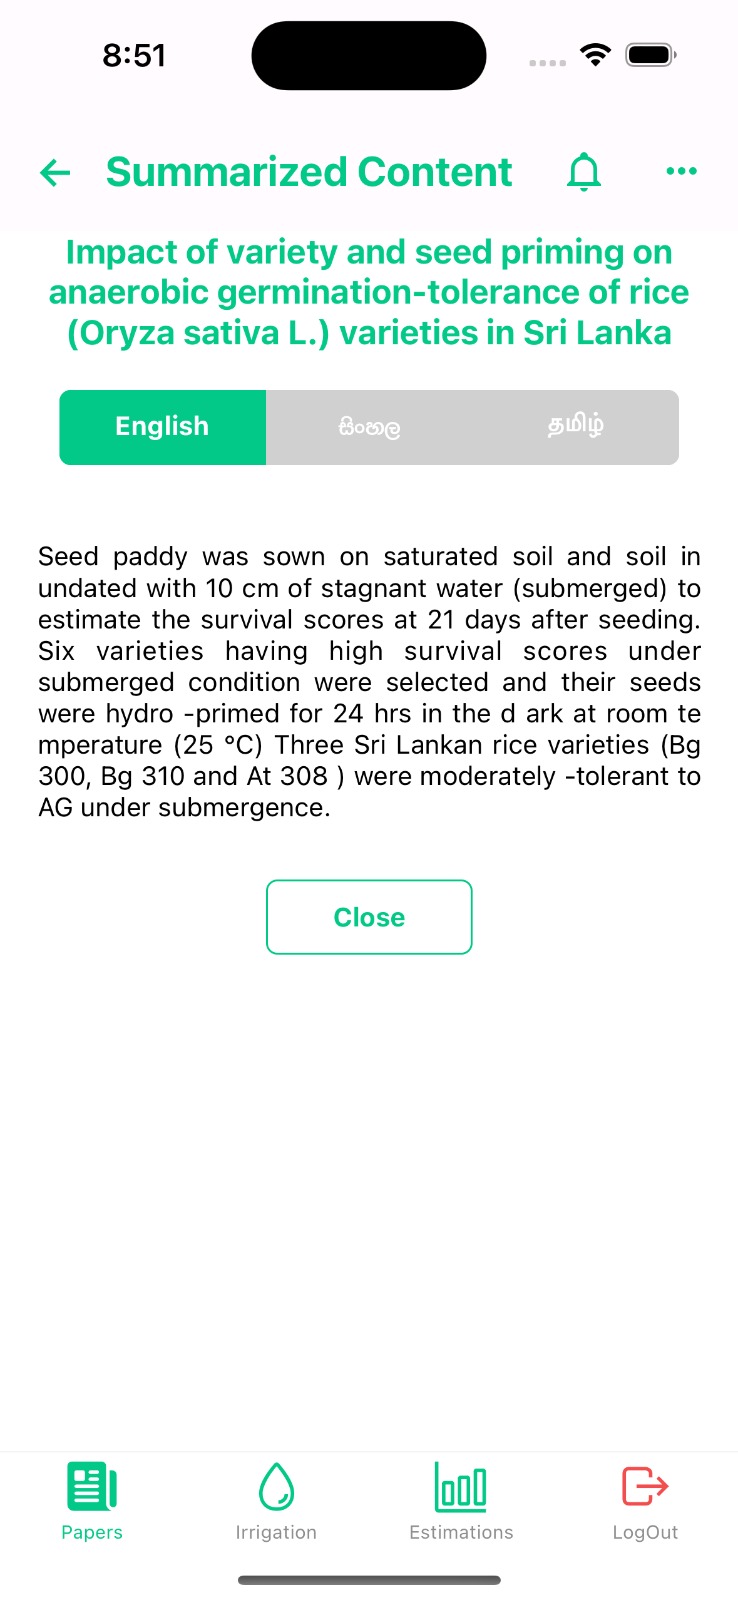 8:51
Summarized Content
Impact of variety and seed priming on
anaerobic germination-tolerance of rice
(Oryza sativa L.) varieties in Sri Lanka
English
සිංහල
தமிழ்
Seed paddy was sown on saturated soil and soil in
undated with 10 cm of stagnant water (submerged) to
estimate the survival scores at 21 days after seeding.
Six varieties having high survival scores under
submerged condition were selected and their seeds
were hydro -primed for 24 hrs in the d ark at room te
mperature (25 °C) Three Sri Lankan rice varieties (Bg
300, Bg 310 and At 308 ) were moderately -tolerant to
AG under submergence.
Close
Papers
Irrigation
Estimations
LogOut